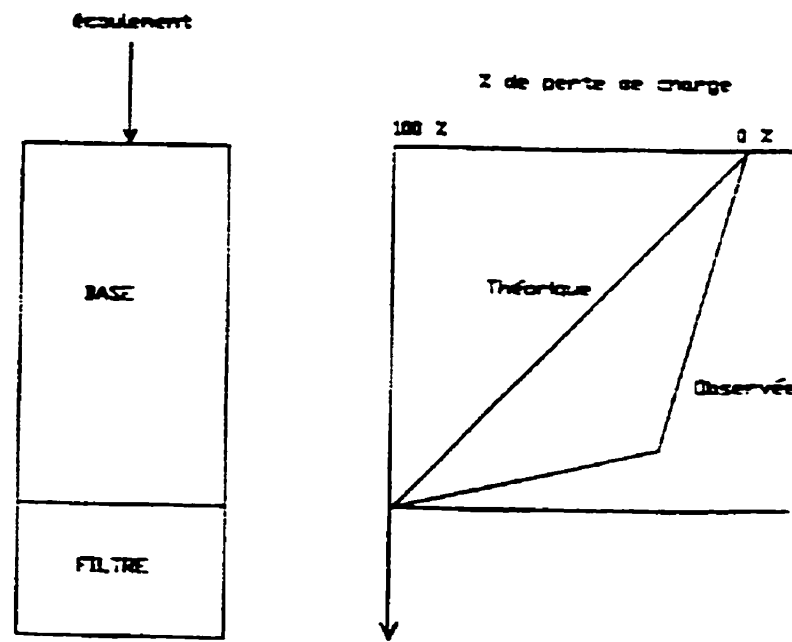 écoulement
% de perte de charge
100 %
0 %
BASE
Théorique
Observée
FILTRE